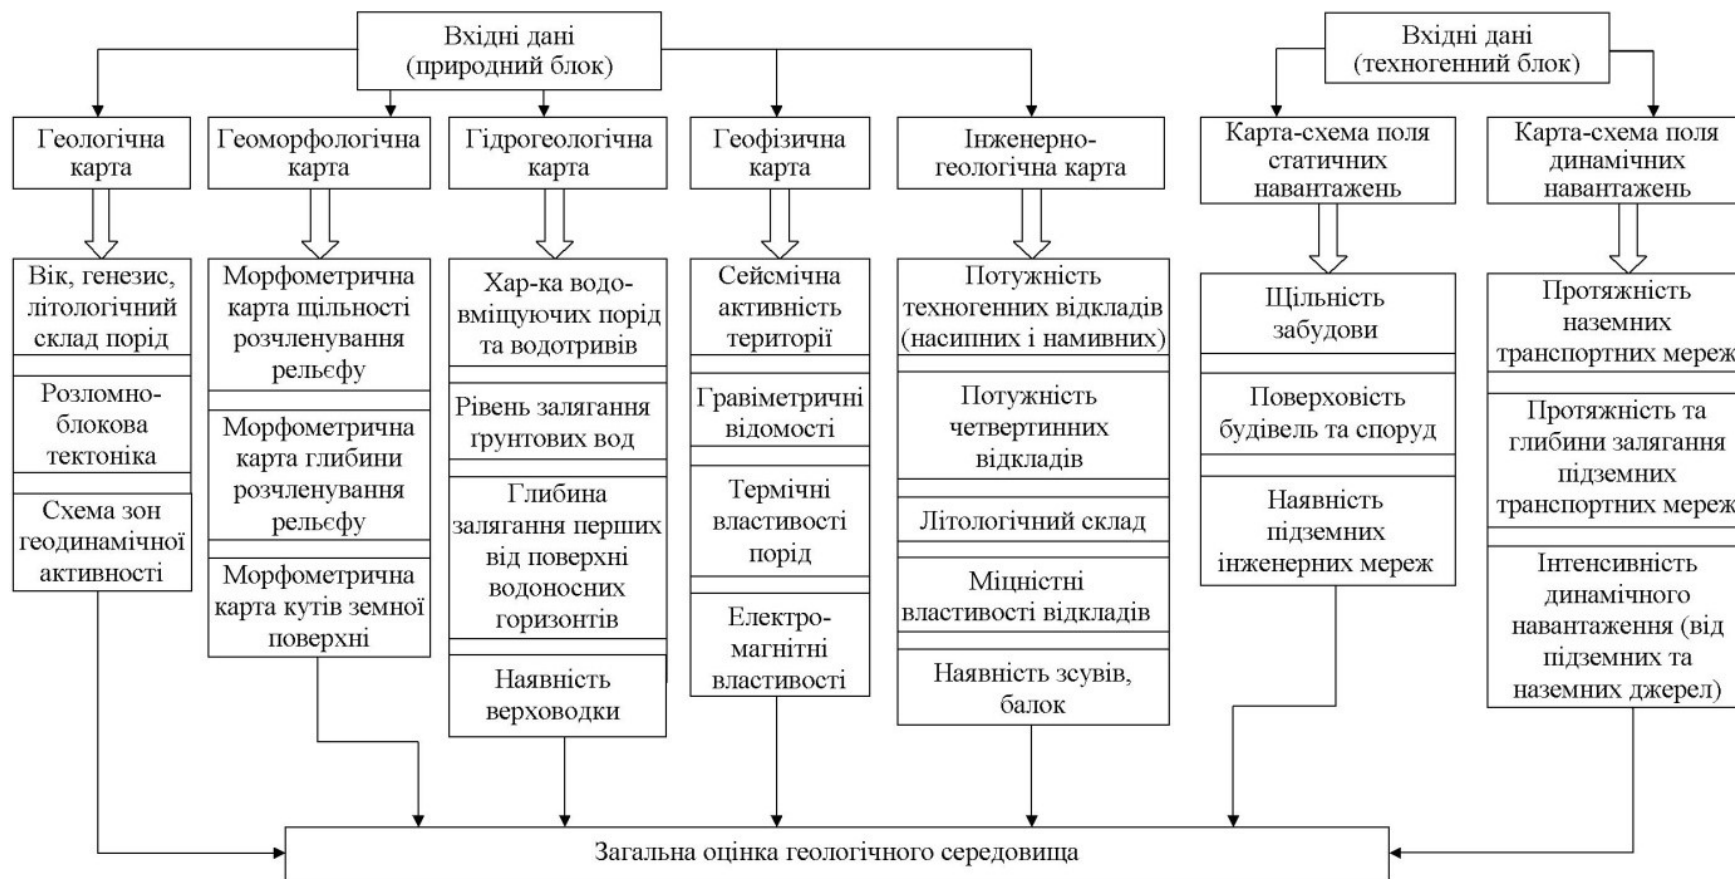 Вхідні дані
(природний блок)
Вхідні дані
(техногенний блок)
Геологічна
карта
Геоморфологічна
карта
Гідрогеологічна
карта
Геофізична
карта
Інженерно-
геологічна карта
Карта-схема поля
статичних
навантажень
Карта-схема поля
динамічних
навантажень
Вік, генезис,
літологічний
склад порід
Розломно-
блокова
тектоніка
Схема зон
геодинамічної
активності
Морфометрична
карта щільності
розчленування
рельєфу
Морфометрична
карта глибини
розчленування
рельєфу
Морфометрична
карта кутів земної
поверхні
Хар-ка водо-
вміщуючих порід
та водотривів
Рівень залягання
ґрунтових вод
Глибина
залягання перших
від поверхні
водоносних
горизонтів
Наявність
верховодки
Сейсмічна
активність
території
Гравіметричні
відомості
Термічні
властивості
порід
Електро-
магнітні
властивості
Потужність
техногенних відкладів
(насипних і намивних)
Потужність
четвертинних
відкладів
Літологічний склад
Міцністні
властивості відкладів
Наявність зсувів,
балок
Щільність
забудови
Поверховість
будівель та споруд
Наявність
підземних
інженерних мереж
Протяжність
наземних
транспортних мереж
Протяжність та
глибини залягання
підземних
транспортних мереж
Інтенсивність
динамічного
навантаження (від
підземних та
наземних джерел)
Загальна оцінка геологічного середовища